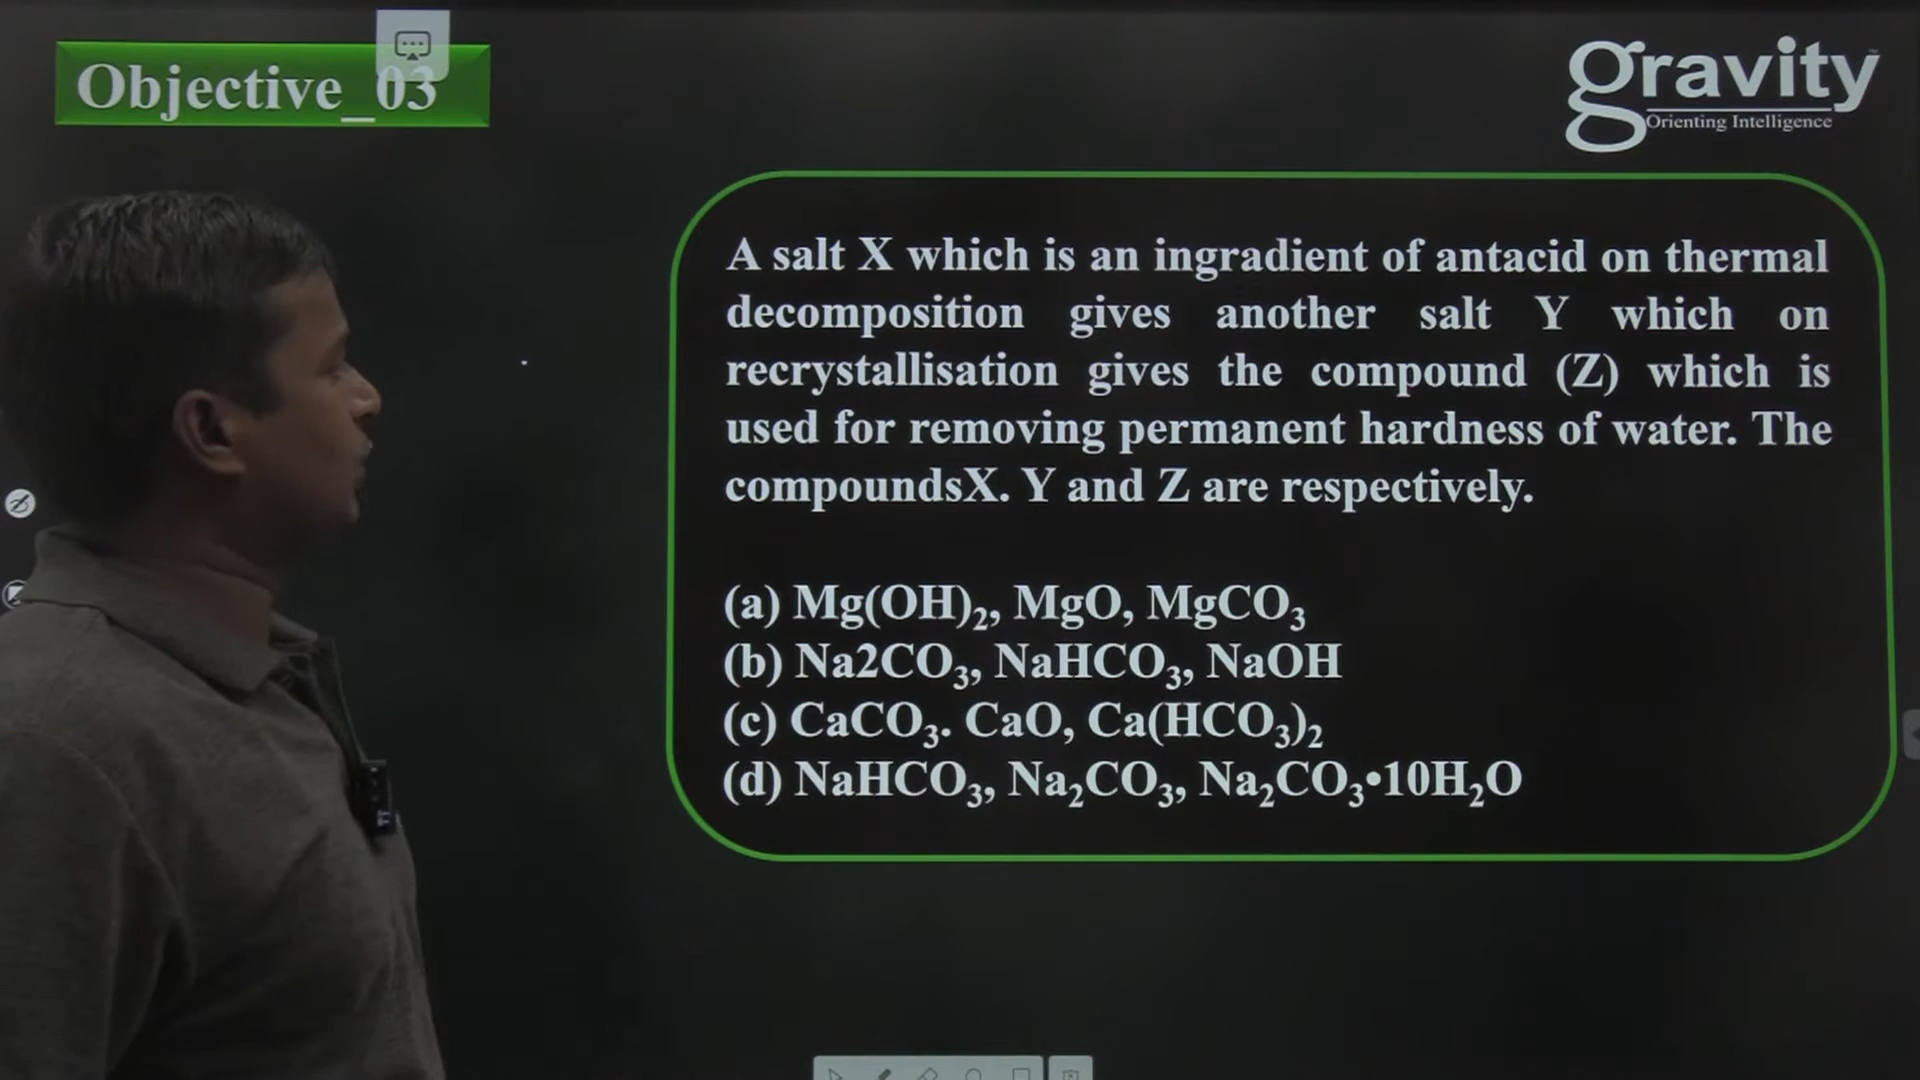 Objective_03
gravity
Orienting Intelligence
A salt X which is an ingradient of antacid on thermal
decomposition gives another salt Y which on
recrystallisation gives the compound (Z) which is
used for removing permanent hardness of water. The
compoundsX. Y and Z are respectively.
(a) Mg(OH)₂, MgO, MgCO₃
(b) Na2CO₃, NaHCO₃, NaOH
(c) CaCO₃. CaO, Ca(HCO₃)₂
(d) NaHCO₃, Na₂CO₃, Na₂CO₃•10H₂O